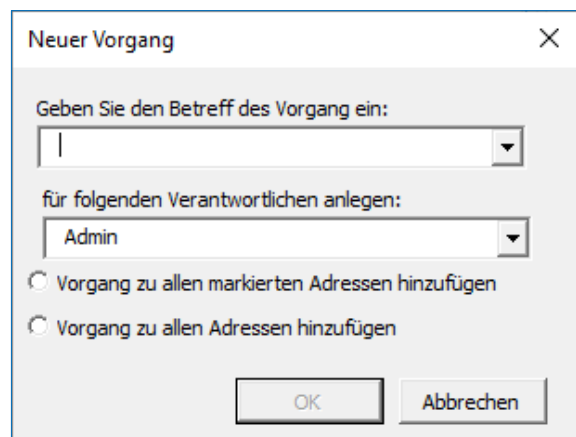 Neuer Vorgang
Geben Sie den Betreff des Vorgang ein:
für folgenden Verantwortlichen anlegen:
Admin
Vorgang zu allen markierten Adressen hinzufügen
Vorgang zu allen Adressen hinzufügen
OK Abbrechen